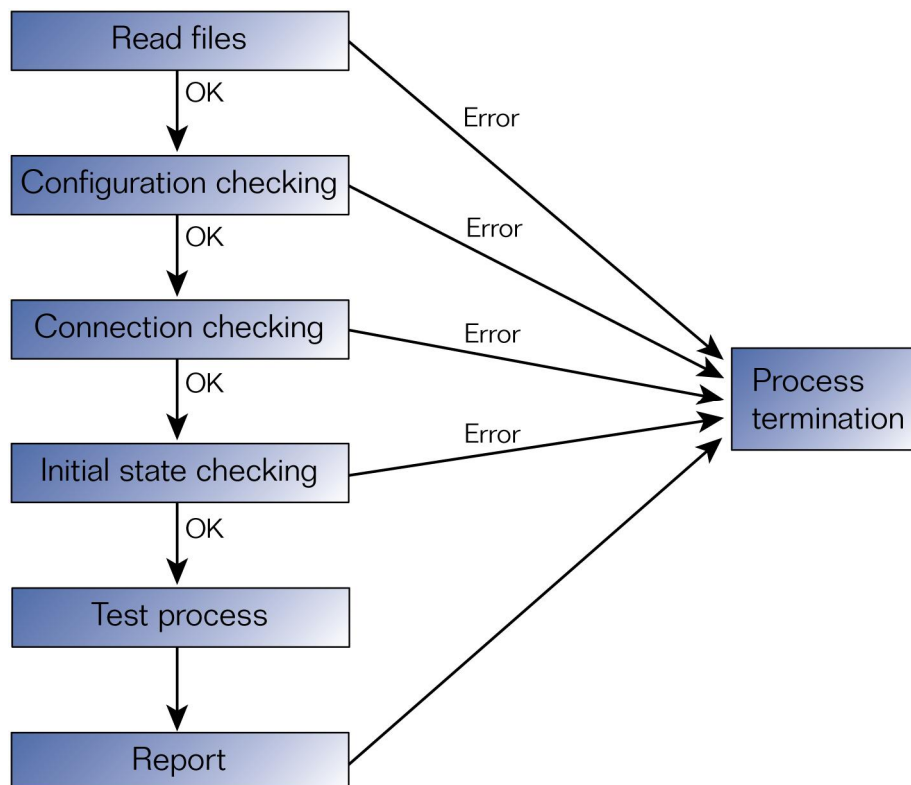 Read files
OK
Error
Configuration checking
OK
Error
Connection checking
OK
Error
Initial state checking
OK
Error
Process
termination
Test process
Report